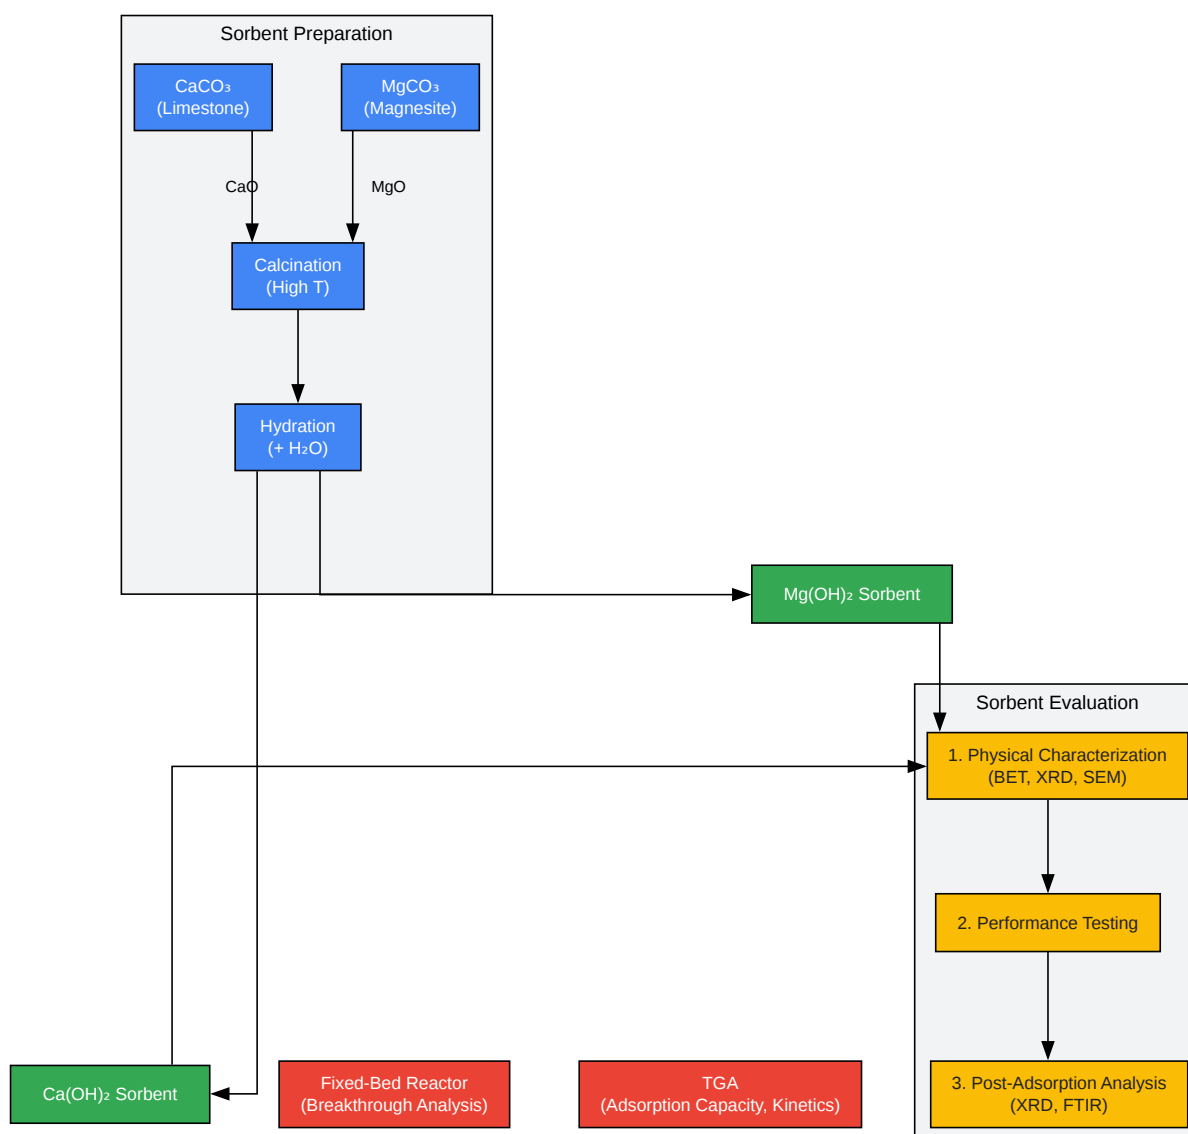 Sorbent Preparation
CaCO₃
(Limestone)
MgCO₃
(Magnesite)
CaO
MgO
Calcination
(High T)
Hydration
(+ H₂O)
Mg(OH)₂ Sorbent
Sorbent Evaluation
1. Physical Characterization
(BET, XRD, SEM)
2. Performance Testing
Ca(OH)₂ Sorbent
Fixed-Bed Reactor
(Breakthrough Analysis)
TGA
(Adsorption Capacity, Kinetics)
3. Post-Adsorption Analysis
(XRD, FTIR)